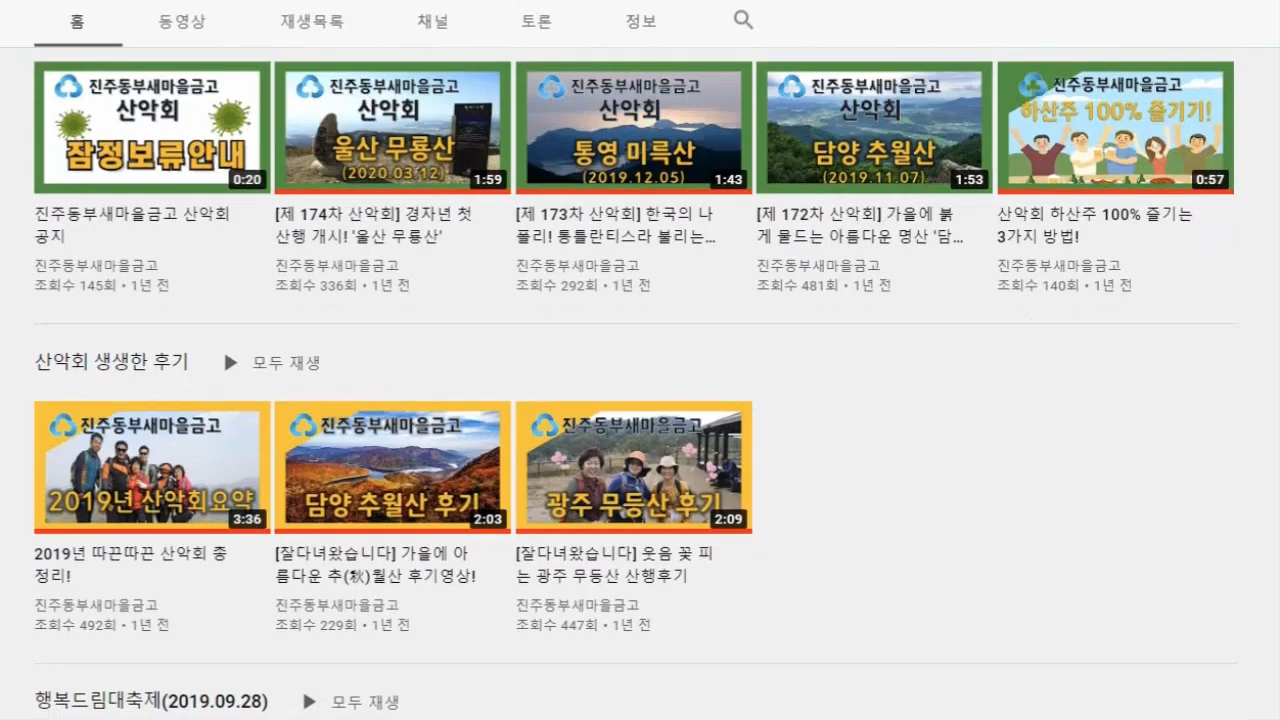 홈 동영상 재생목록 채널 토론 정보
진주동부새마을금고
산악회
잠정보류안내
0:20
진주동부새마을금고
산악회
울산 무룡산
(2020.03.12)
1:59
진주동부새마을금고
산악회
통영 미륵산
(2019.12.05)
1:43
진주동부새마을금고
산악회
담양 추월산
(2019.11.07)
1:53
진주동부새마을금고
하산주 100% 즐기기!
0:57
진주동부새마을금고 산악회
공지
진주동부새마을금고
조회수 145회 • 1년 전
[제 174차 산악회] 경자년 첫
산행 개시! '울산 무룡산'
진주동부새마을금고
조회수 336회 • 1년 전
[제 173차 산악회] 한국의 나
폴리! 통틀란티스라 불리는...
진주동부새마을금고
조회수 292회 • 1년 전
[제 172차 산악회] 가을에 붉
게 물드는 아름다운 명산 '담...
진주동부새마을금고
조회수 481회 • 1년 전
산악회 하산주 100% 즐기는
3가지 방법!
진주동부새마을금고
조회수 140회 • 1년 전
산악회 생생한 후기 모두 재생
진주동부새마을금고
2019년 산악회요약
3:36
진주동부새마을금고
담양 추월산 후기
2:03
진주동부새마을금고
광주 무등산 후기
2:09
2019년 따끈따끈 산악회 총
정리!
진주동부새마을금고
조회수 492회 • 1년 전
[잘다녀왔습니다] 가을에 아
름다운 추(秋)월산 후기영상!
진주동부새마을금고
조회수 229회 • 1년 전
[잘다녀왔습니다] 웃음 꽃 피
는 광주 무등산 산행후기
진주동부새마을금고
조회수 447회 • 1년 전
행복드림대축제(2019.09.28) 모두 재생